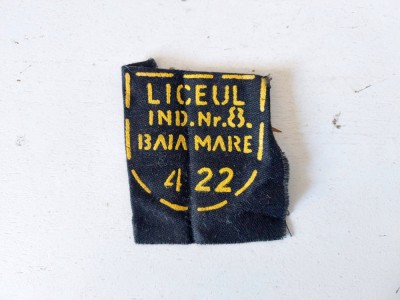 LICEUL
IND.Nr.8.
BAIA MARE
4 22